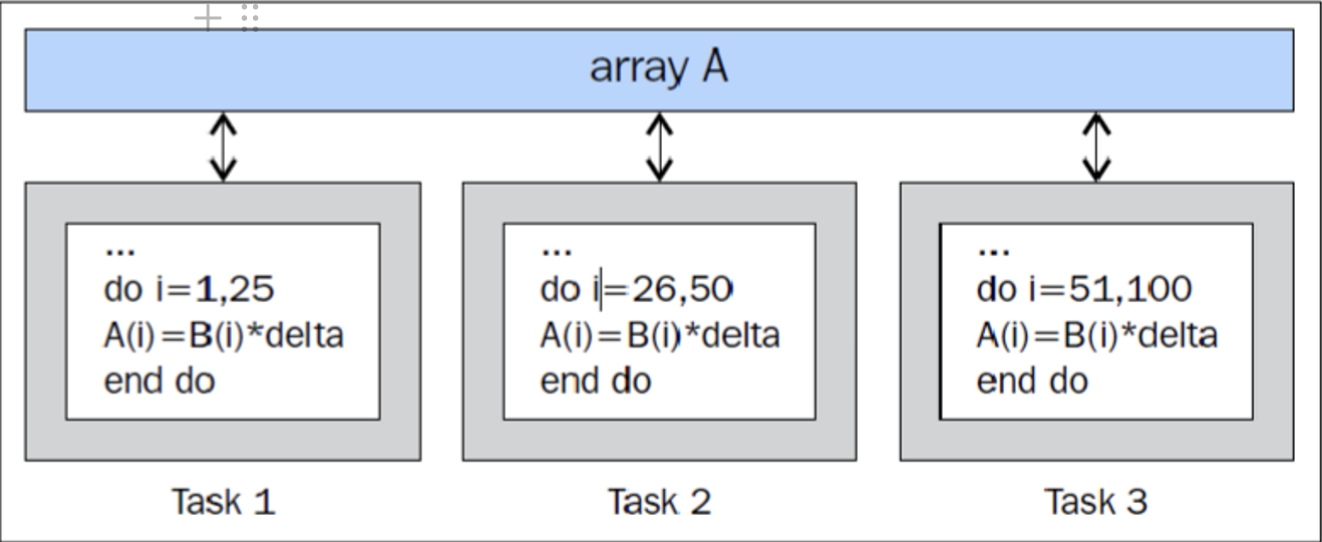 array A
...
do i=1,25
A(i)=B(i)*delta
end do
Task 1
...
do i=26,50
A(i)=B(i)*delta
end do
Task 2
...
do i=51,100
A(i)=B(i)*delta
end do
Task 3